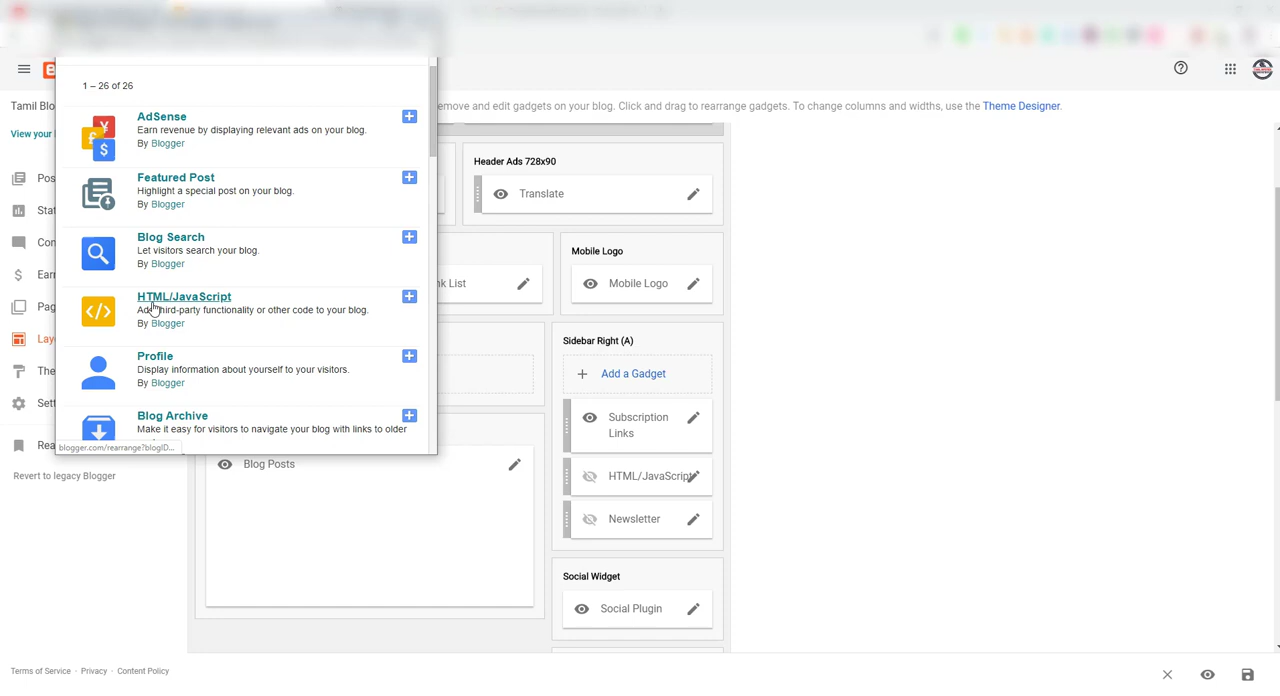 1 – 26 of 26
AdSense
Earn revenue by displaying relevant ads on your blog.
By Blogger
Featured Post
Highlight a special post on your blog.
By Blogger
Blog Search
Let visitors search your blog.
By Blogger
HTML/JavaScript
Add third-party functionality or other code to your blog.
By Blogger
Profile
Display information about yourself to your visitors.
By Blogger
Blog Archive
Make it easy for visitors to navigate your blog with links to older
blogger.com/rearrange?blogID...
Tamil Blo
View your
Pos
Stat
Con
Earn
Pag
Layo
The
Sett
Rea
Revert to legacy Blogger
emove and edit gadgets on your blog. Click and drag to rearrange gadgets. To change columns and widths, use the Theme Designer.
Header Ads 728x90
Translate
nk List
Mobile Logo
Mobile Logo
Sidebar Right (A)
Add a Gadget
Subscription
Links
HTML/JavaScript
Newsletter
Blog Posts
Social Widget
Social Plugin
Terms of Service · Privacy · Content Policy